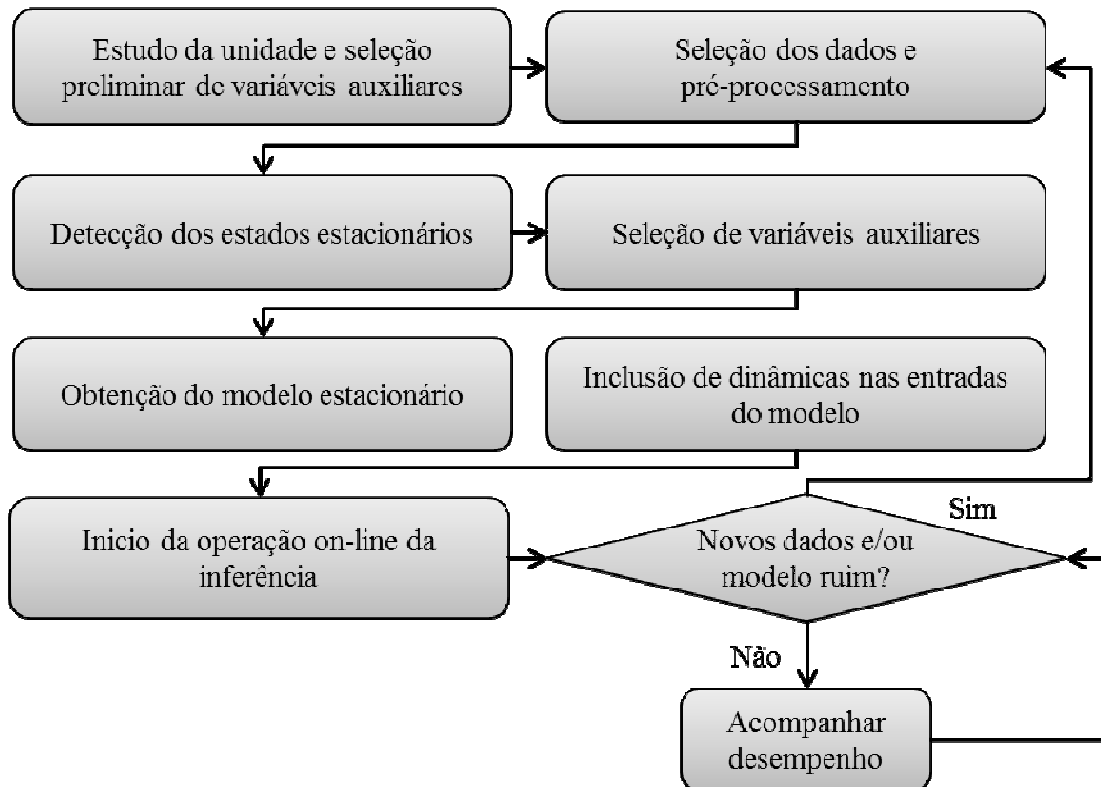 Estudo da unidade e seleção
preliminar de variáveis auxiliares
Seleção dos dados e
pré-processamento
Detecção dos estados estacionários
Seleção de variáveis auxiliares
Obtenção do modelo estacionário
Inclusão de dinâmicas nas entradas
do modelo
Inicio da operação on-line da
inferência
Novos dados e/ou
modelo ruim?
Sim
Não
Acompanhar
desempenho